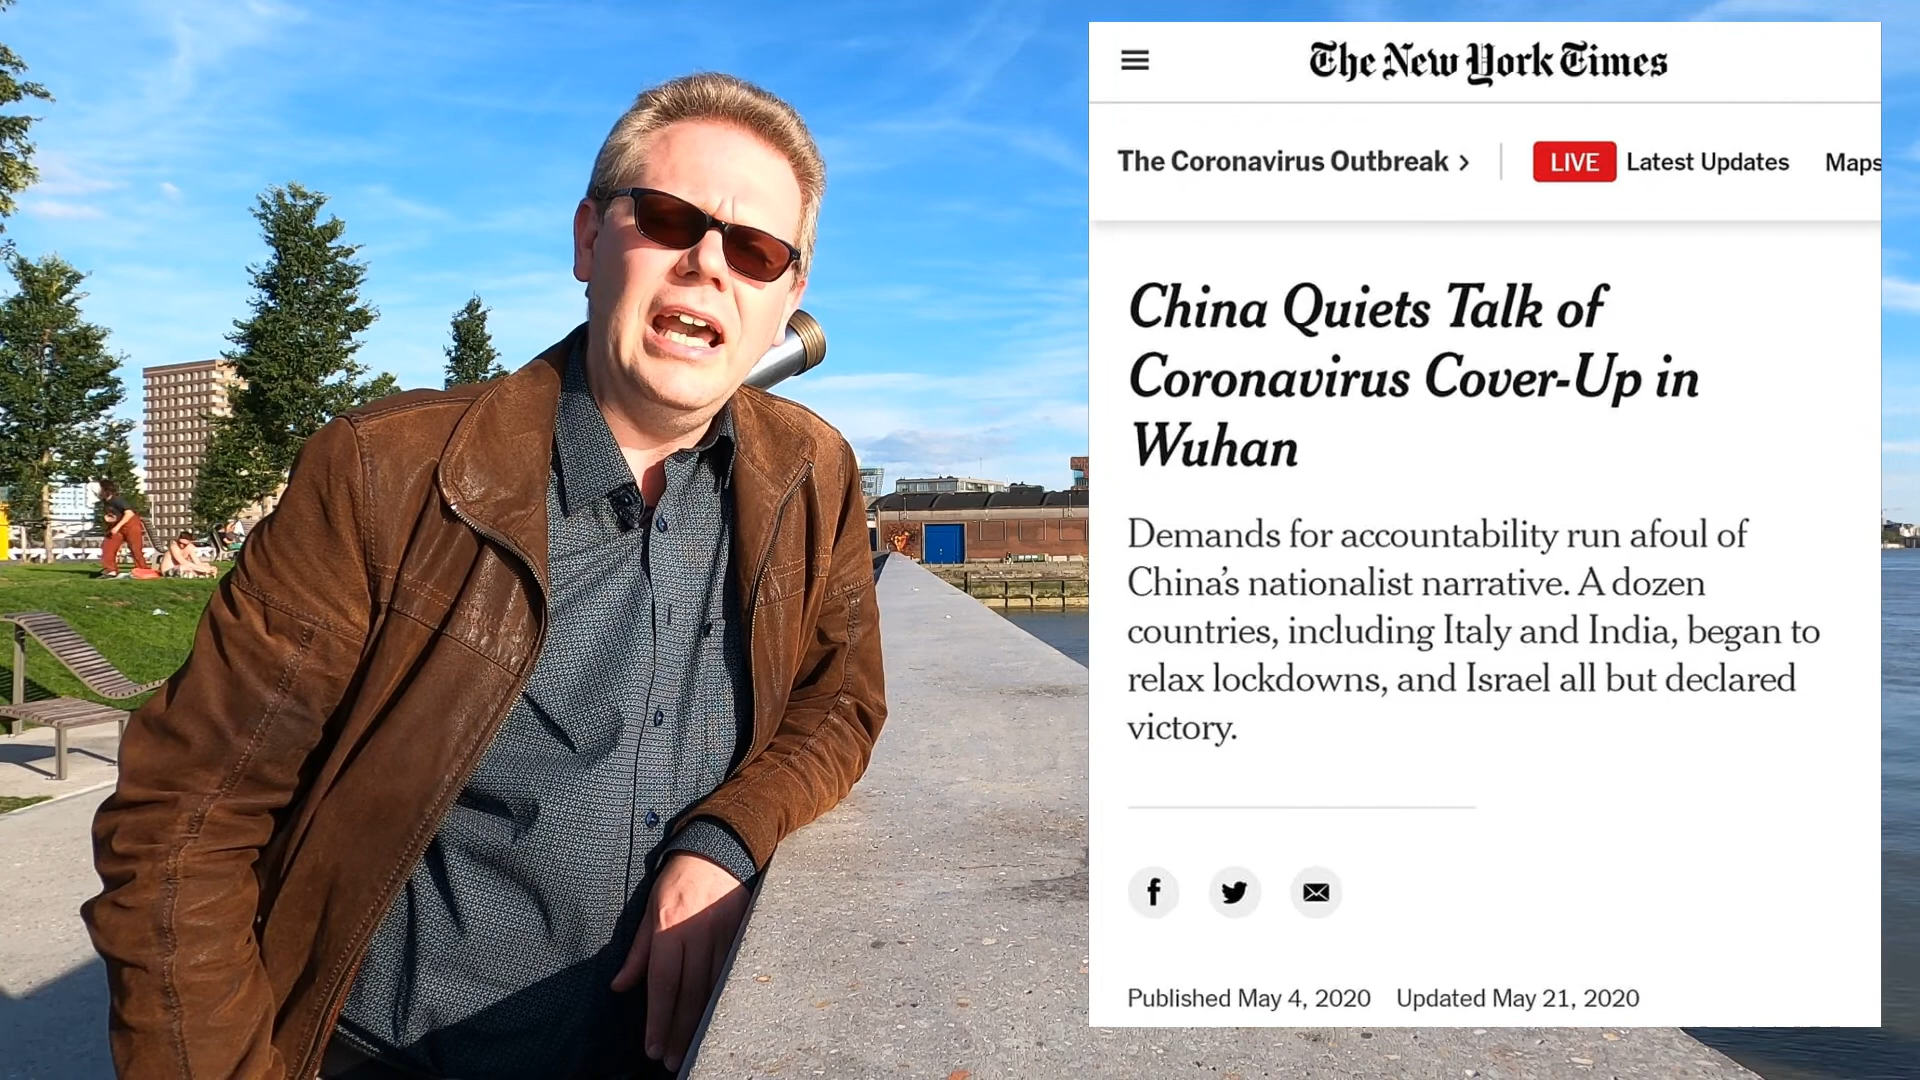 The New York Times
The Coronavirus Outbreak >
LIVE Latest Updates Maps
China Quiets Talk of
Coronavirus Cover-Up in
Wuhan
Demands for accountability run afoul of
China’s nationalist narrative. A dozen
countries, including Italy and India, began to
relax lockdowns, and Israel all but declared
victory.
Published May 4, 2020 Updated May 21, 2020